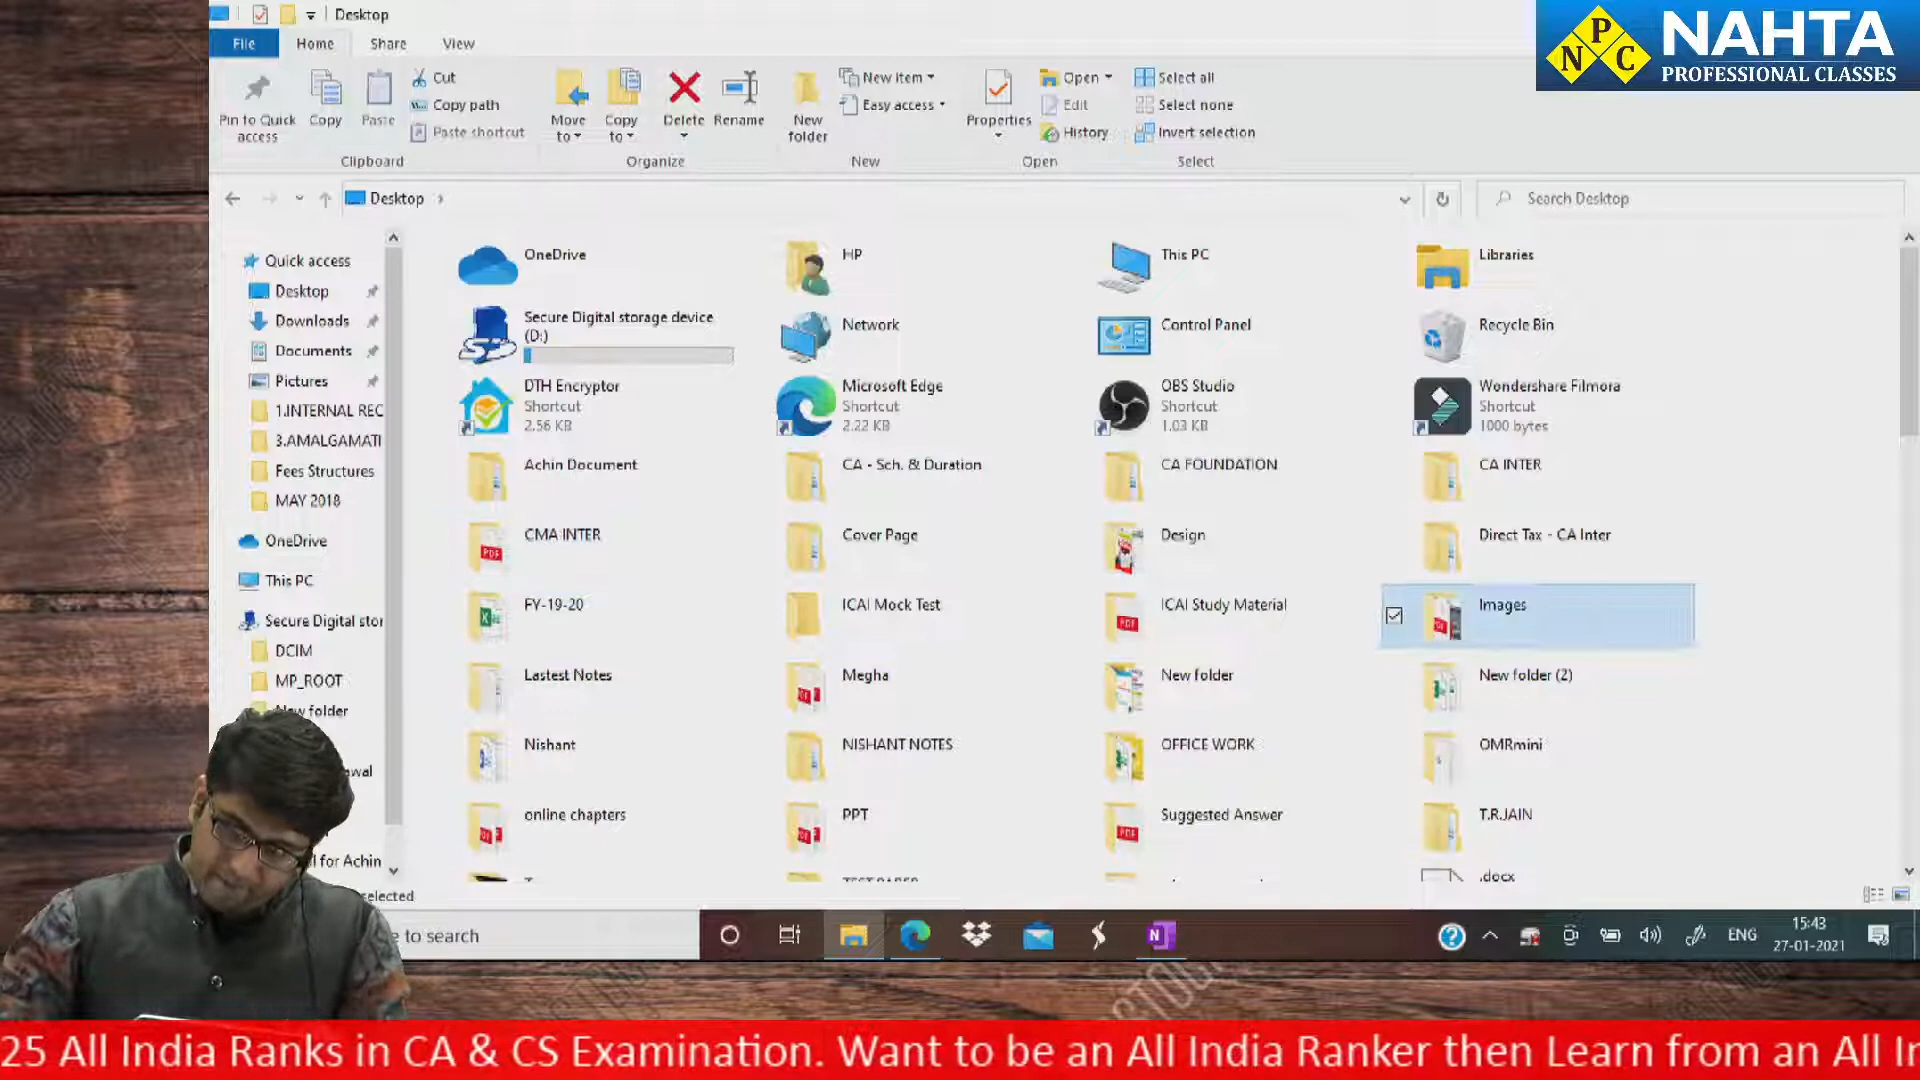 Desktop
NAHTA
PROFESSIONAL CLASSES
N P C
File Home Share View
Pin to Quick access
Copy
Paste
Cut
Copy path
Paste shortcut
Move to
Copy to
Delete
Rename
New folder
New item
Easy access
Properties
Open
Edit
History
Select all
Select none
Invert selection
Clipboard
Organize
New
Open
Select
Desktop
Search Desktop
Quick access
Desktop
Downloads
Documents
Pictures
1.INTERNAL REC
3.AMALGAMATI
Fees Structures
MAY 2018
OneDrive
This PC
Secure Digital stor
DCIM
MP_ROOT
New folder
wal
l for Achin
selected
OneDrive
HP
This PC
Libraries
Secure Digital storage device
(D:)
Network
Control Panel
Recycle Bin
DTH Encryptor
Shortcut
2.56 KB
Microsoft Edge
Shortcut
2.22 KB
OBS Studio
Shortcut
1.03 KB
Wondershare Filmora
Shortcut
1000 bytes
Achin Document
CA - Sch. & Duration
CA FOUNDATION
CA INTER
CMA INTER
Cover Page
Design
Direct Tax - CA Inter
FY-19-20
ICAI Mock Test
ICAI Study Material
Images
Lastest Notes
Megha
New folder
New folder (2)
Nishant
NISHANT NOTES
OFFICE WORK
OMRmini
online chapters
PPT
Suggested Answer
T.R.JAIN
TEST PAPER
.docx
e to search
ENG
15:43
27-01-2021
25 All India Ranks in CA & CS Examination. Want to be an All India Ranker then Learn from an All In